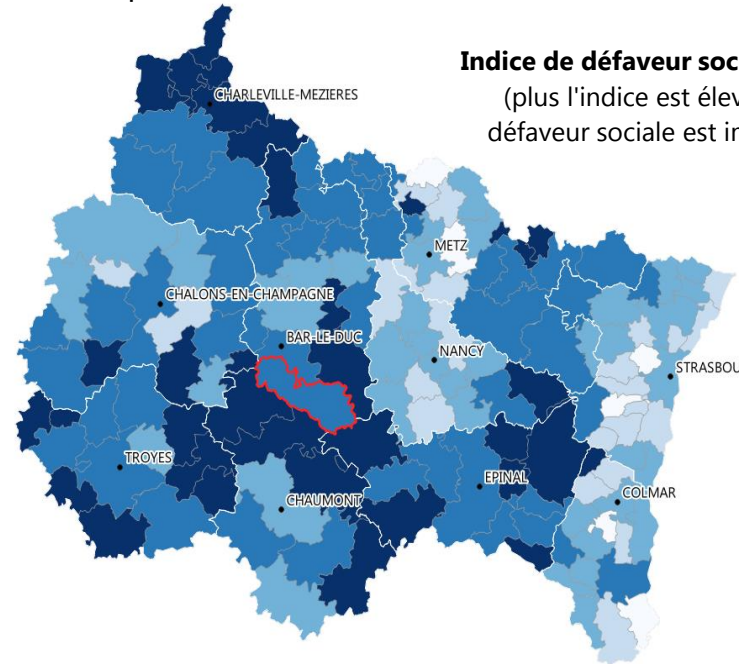 Indice de défaveur soc
(plus l'indice est élev
défaveur sociale est i
CHARLEVILLE-MEZIERES
METZ
CHALONS-EN-CHAMPAGNE
BAR-LE-DUC
NANCY
STRASBOU
TROYES
EPINAL
CHAUMONT
COLMAR